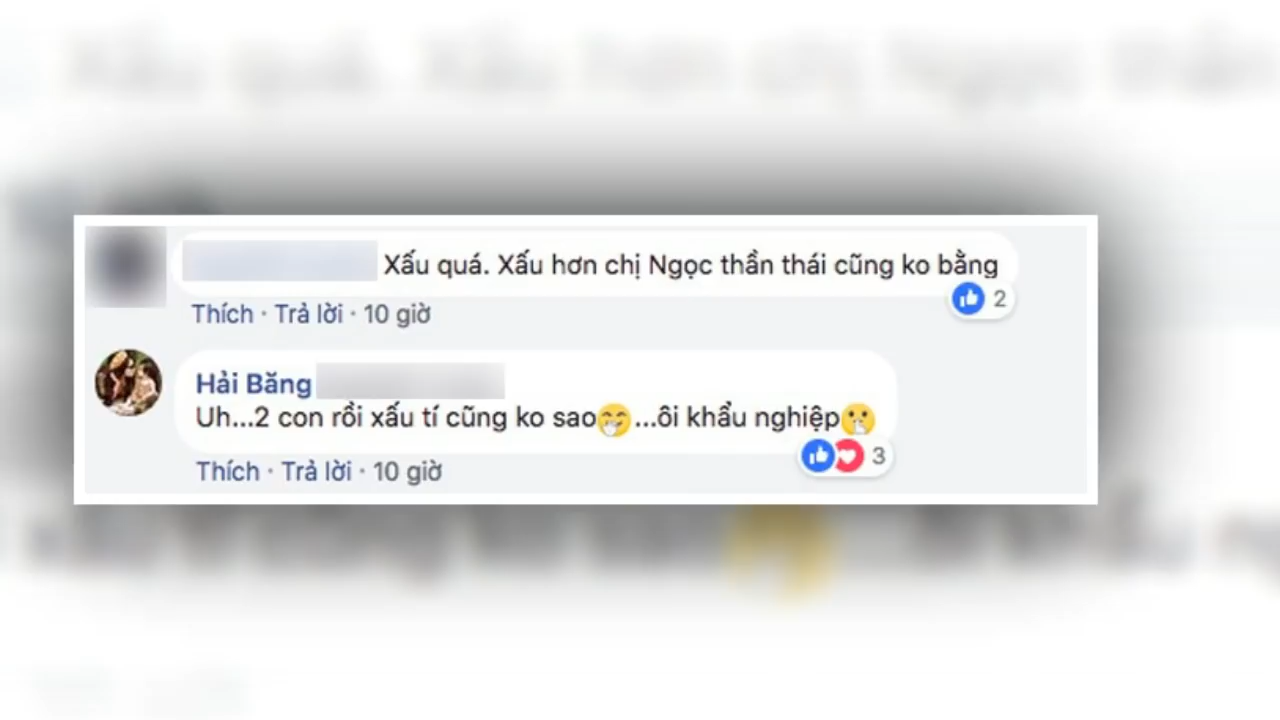 Xấu quá. Xấu hơn chị Ngọc thần thái cũng ko bằng
2
Thích · Trả lời · 10 giờ
Hải Băng
Uh...2 con rồi xấu tí cũng ko sao😁...ôi khẩu nghiệp🤫
3
Thích · Trả lời · 10 giờ